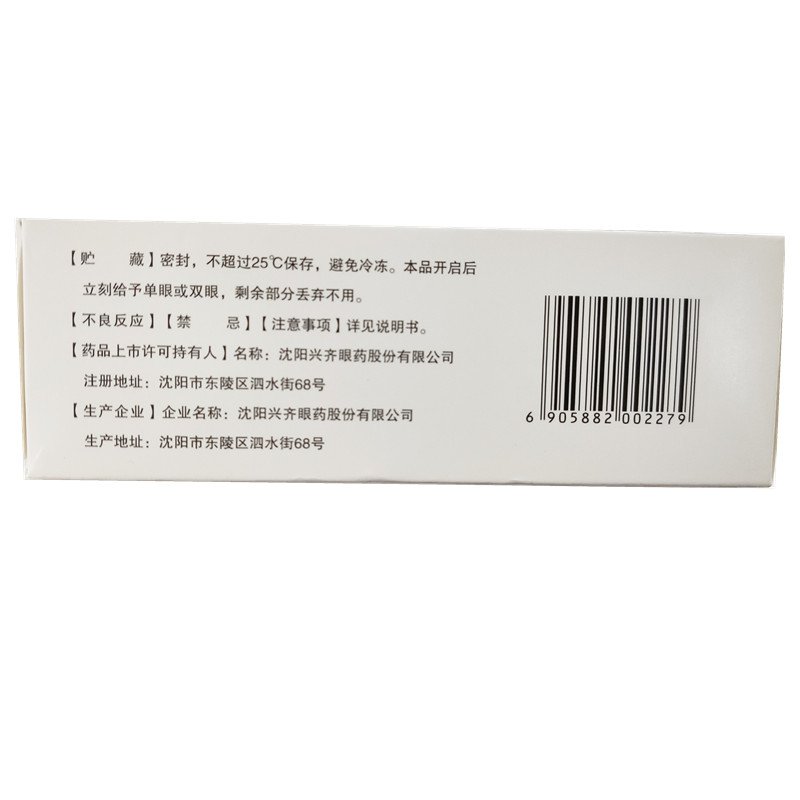 【贮　　藏】密封，不超过25℃保存，避免冷冻。本品开启后
立刻给予单眼或双眼，剩余部分丢弃不用。
【不良反应】【禁　　忌】【注意事项】详见说明书。
【药品上市许可持有人】名称：沈阳兴齐眼药股份有限公司
注册地址：沈阳市东陵区泗水街68号
【生产企业】企业名称：沈阳兴齐眼药股份有限公司
生产地址：沈阳市东陵区泗水街68号
6 905882 002279